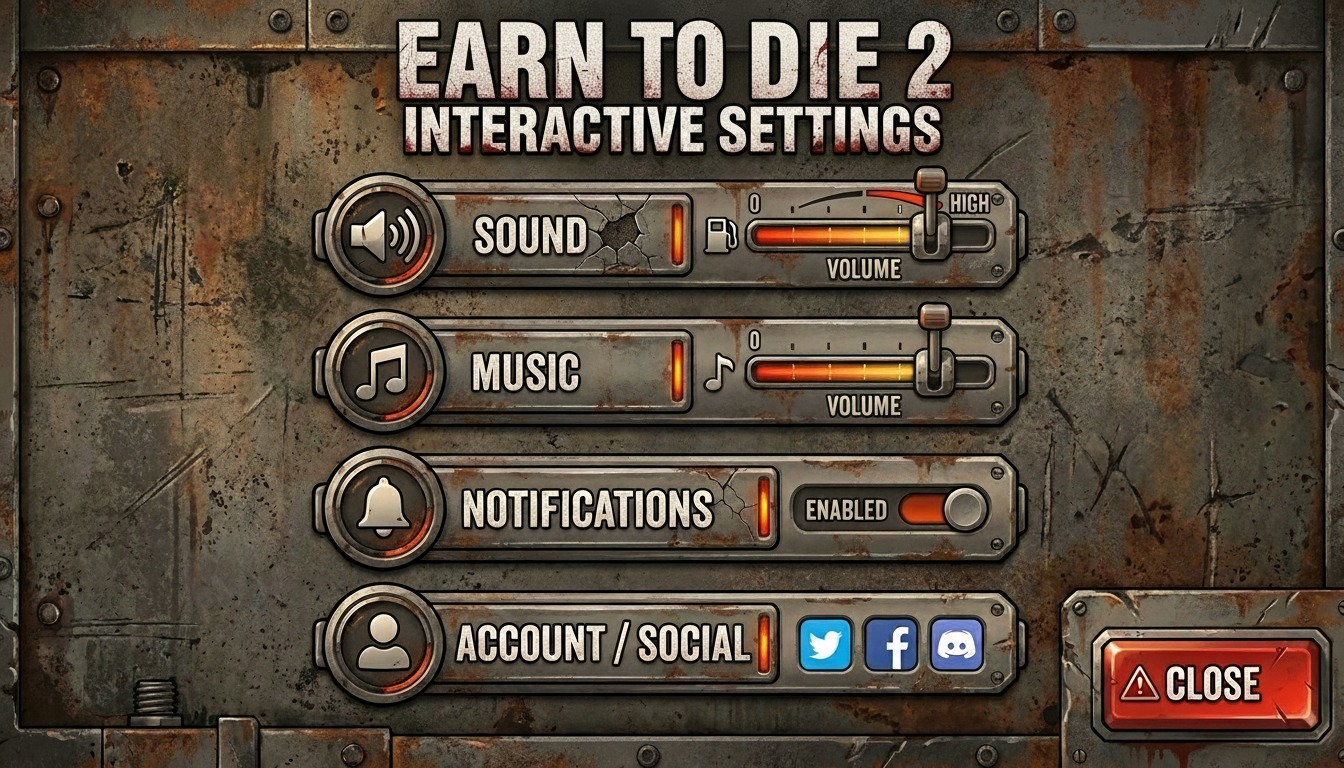 EARN TO DIE 2
INTERACTIVE SETTINGS
SOUND
0
HIGH
VOLUME
MUSIC
0
VOLUME
NOTIFICATIONS
ENABLED
ACCOUNT / SOCIAL
CLOSE